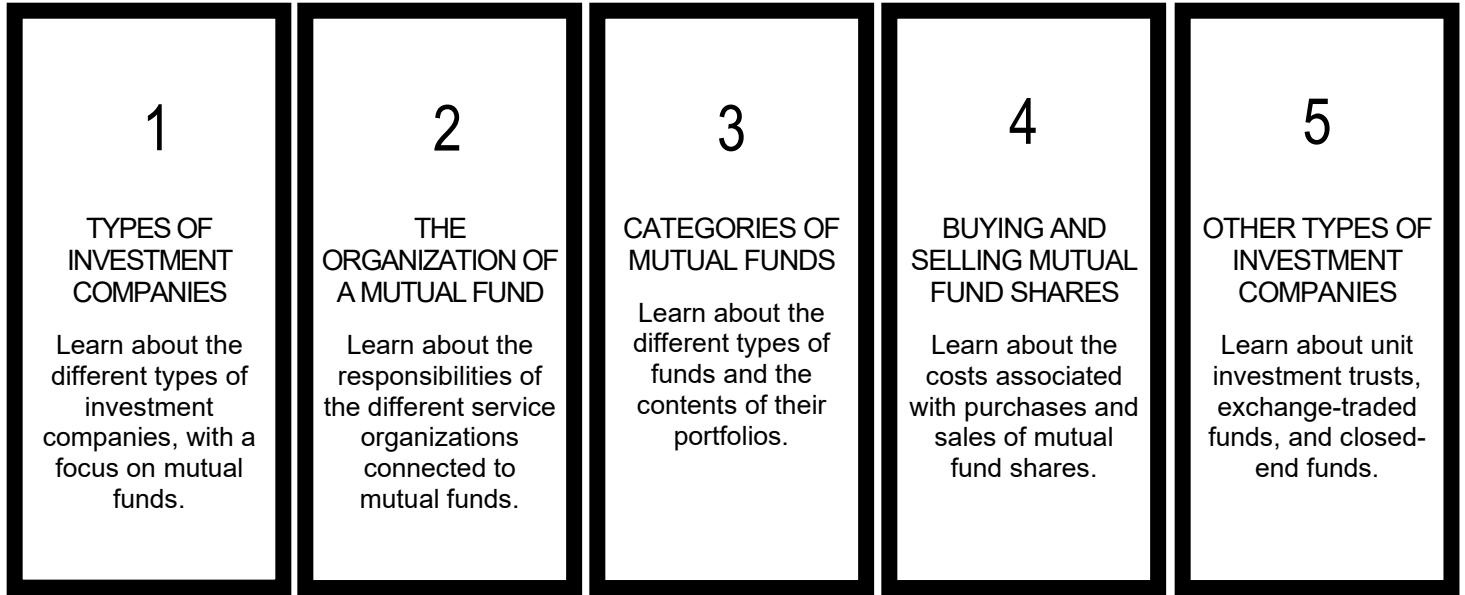 1
TYPES OF
INVESTMENT
COMPANIES
Learn about the
different types of
investment
companies, with a
focus on mutual
funds.
2
THE
ORGANIZATION OF
A MUTUAL FUND
Learn about the
responsibilities of
the different service
organizations
connected to
mutual funds.
3
CATEGORIES OF
MUTUAL FUNDS
Learn about the
different types of
funds and the
contents of their
portfolios.
4
BUYING AND
SELLING MUTUAL
FUND SHARES
Learn about the
costs associated
with purchases and
sales of mutual
fund shares.
5
OTHER TYPES OF
INVESTMENT
COMPANIES
Learn about unit
investment trusts,
exchange-traded
funds, and closed-
end funds.